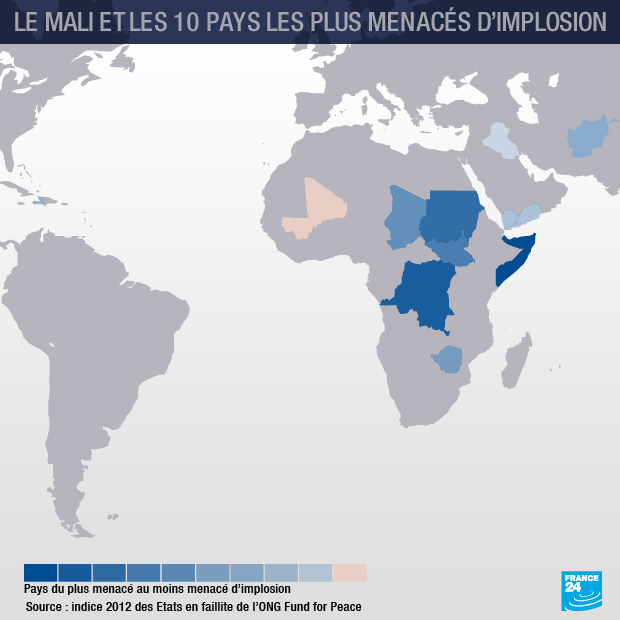 LE MALI ET LES 10 PAYS LES PLUS MENACÉS D'IMPLOSION
Pays du plus menacé au moins menacé d'implosion
Source : indice 2012 des Etats en faillite de l'ONG Fund for Peace
FRANCE
24